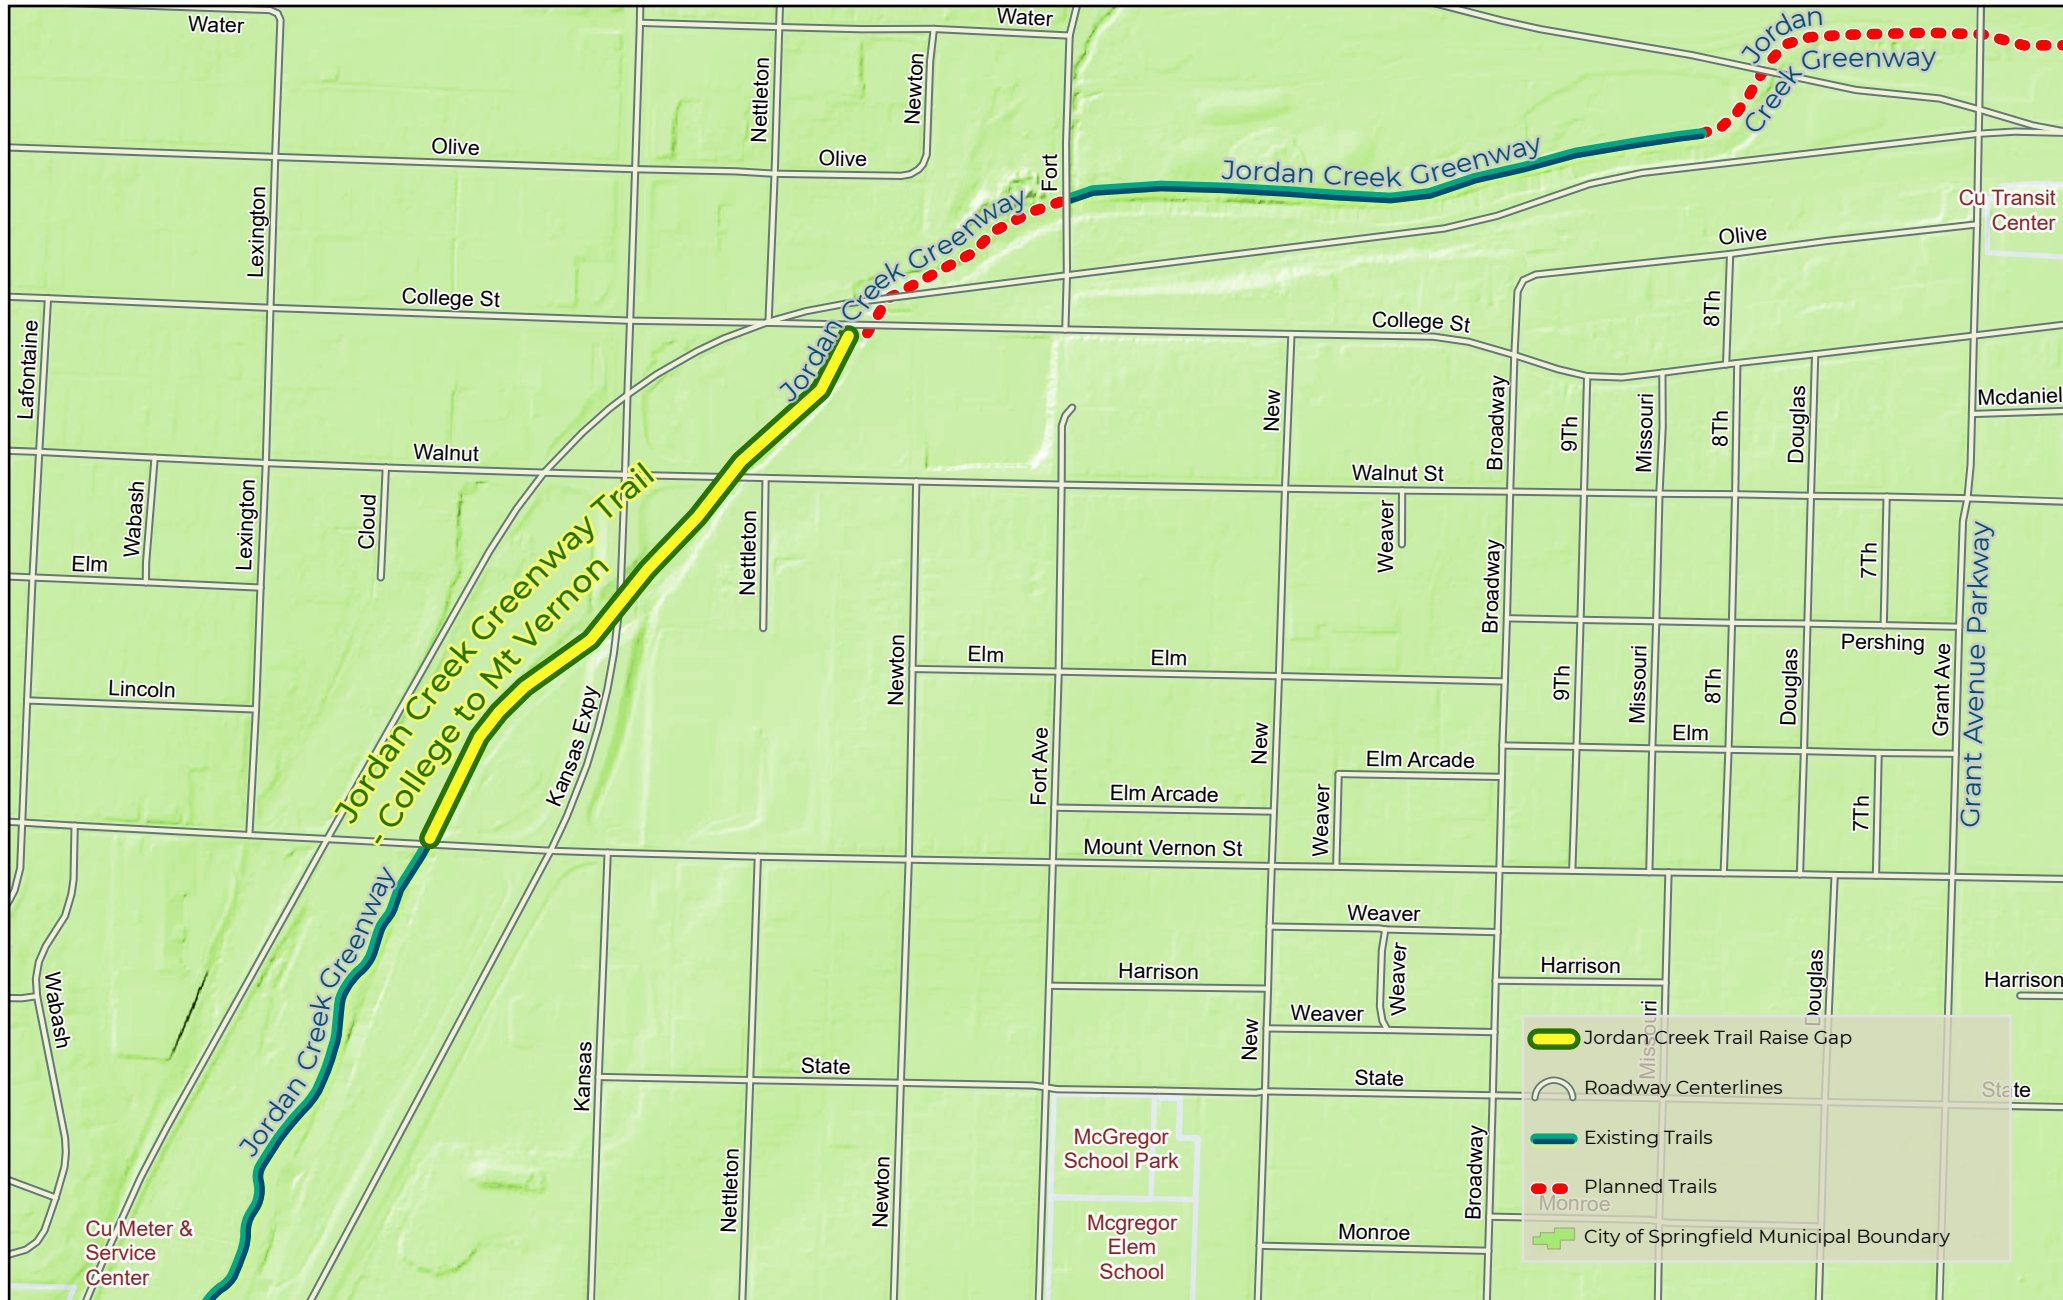 Water
Water
Jordan
Creek
Greenway
Nettleton
Newton
Olive
Olive
Fort
Jordan Creek Greenway
Cu Transit
Center
Lexington
Jordan Creek Greenway
Olive
8Th
College St
College St
Lafontaine
Jordan
New
Broadway
9Th
Missouri
8Th
Douglas
Mcdaniel
Walnut
Walnut St
Wabash
Lexington
Cloud
Nettleton
Weaver
Elm
Broadway
7Th
Grant Avenue Parkway
Jordan Creek Greenway Trail
- College to Mt Vernon
Pershing
Newton
Elm
Elm
9Th
Missouri
8Th
Douglas
Grant Ave
Lincoln
Kansas Expy
Fort Ave
New
Elm
Elm Arcade
Elm Arcade
Weaver
7Th
Mount Vernon St
Jordan Creek Greenway
Weaver
Weaver
Harrison
Harrison
Harrison
Wabash
Douglas
Weaver
New
Missouri
Kansas
State
State
State
McGregor
School Park
Nettleton
Newton
Broadway
Mcgregor
Elem
School
Monroe
Monroe
Cu Meter &
Service
Center
Jordan Creek Trail Raise Gap
Roadway Centerlines
Existing Trails
Planned Trails
City of Springfield Municipal Boundary